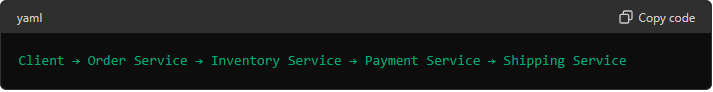 yaml
Copy code
Client → Order Service → Inventory Service → Payment Service → Shipping Service